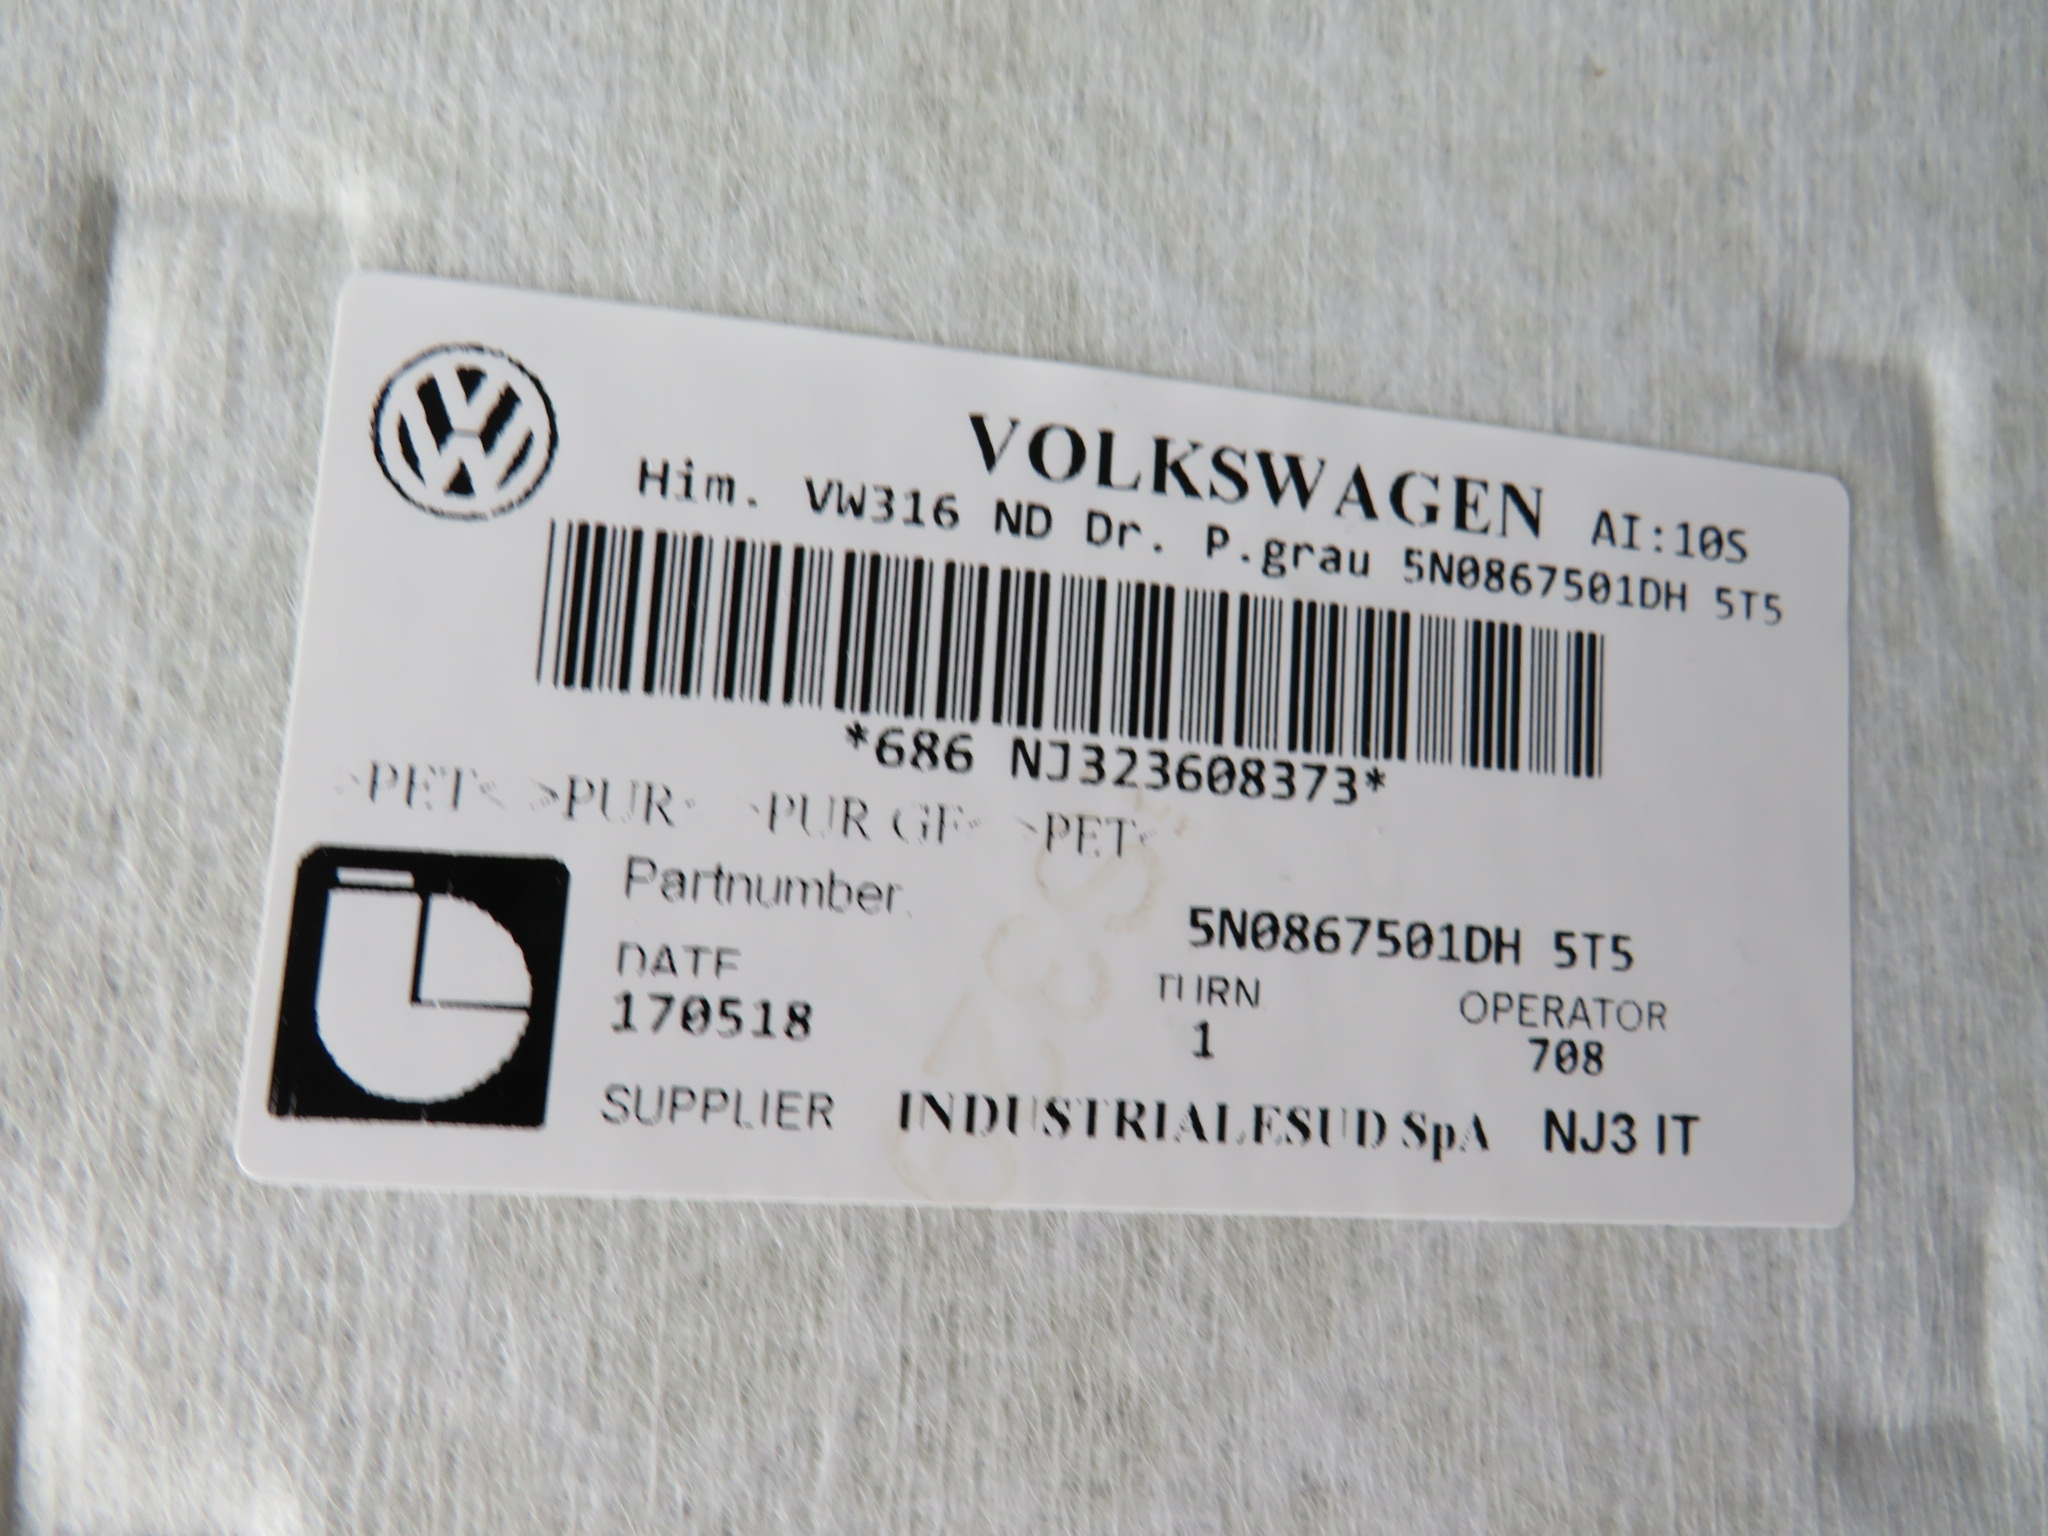 VOLKSWAGEN AI:10S
Him. VW316 ND Dr. P.grau 5N0867501DH 5T5
*686 NJ323608373*
>PET< >PUR< >PUR GF< >PET<
Partnumber. 5N0867501DH 5T5
DATE TURN OPERATOR
170518 1 708
SUPPLIER INDUSTRIALESUD SpA NJ3 IT